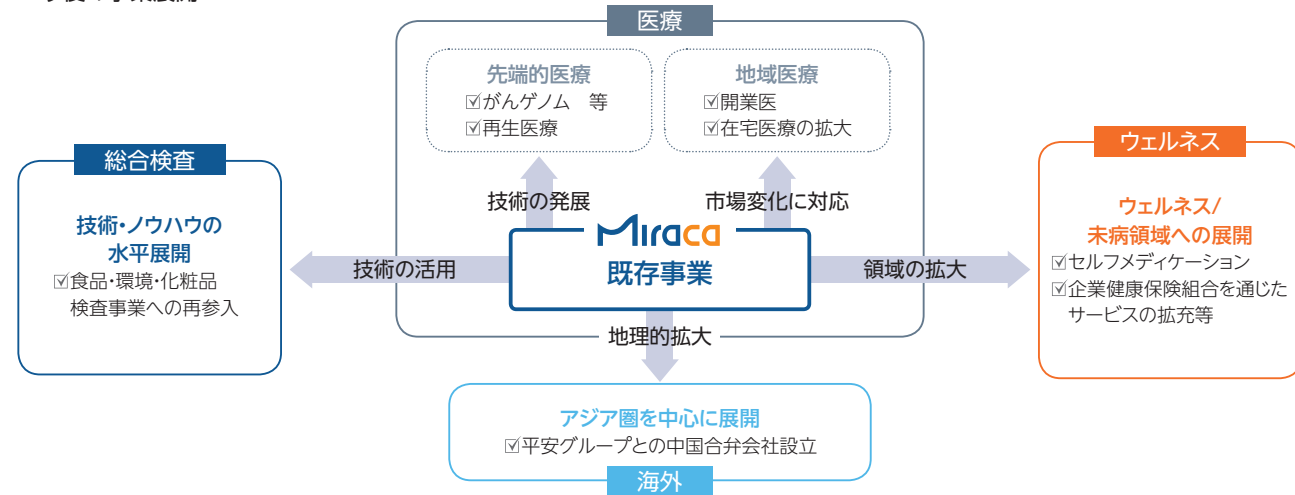 医療
先端的医療
☑がんゲノム　等
☑再生医療
地域医療
☑開業医
☑在宅医療の拡大
総合検査
技術・ノウハウの
水平展開
☑食品・環境・化粧品
検査事業への再参入
ウェルネス
ウェルネス/
未病領域への展開
☑セルフメディケーション
☑企業健康保険組合を通じた
サービスの拡充等
技術の発展
市場変化に対応
Miraca
既存事業
技術の活用
領域の拡大
地理的拡大
アジア圏を中心に展開
☑平安グループとの中国合弁会社設立
海外